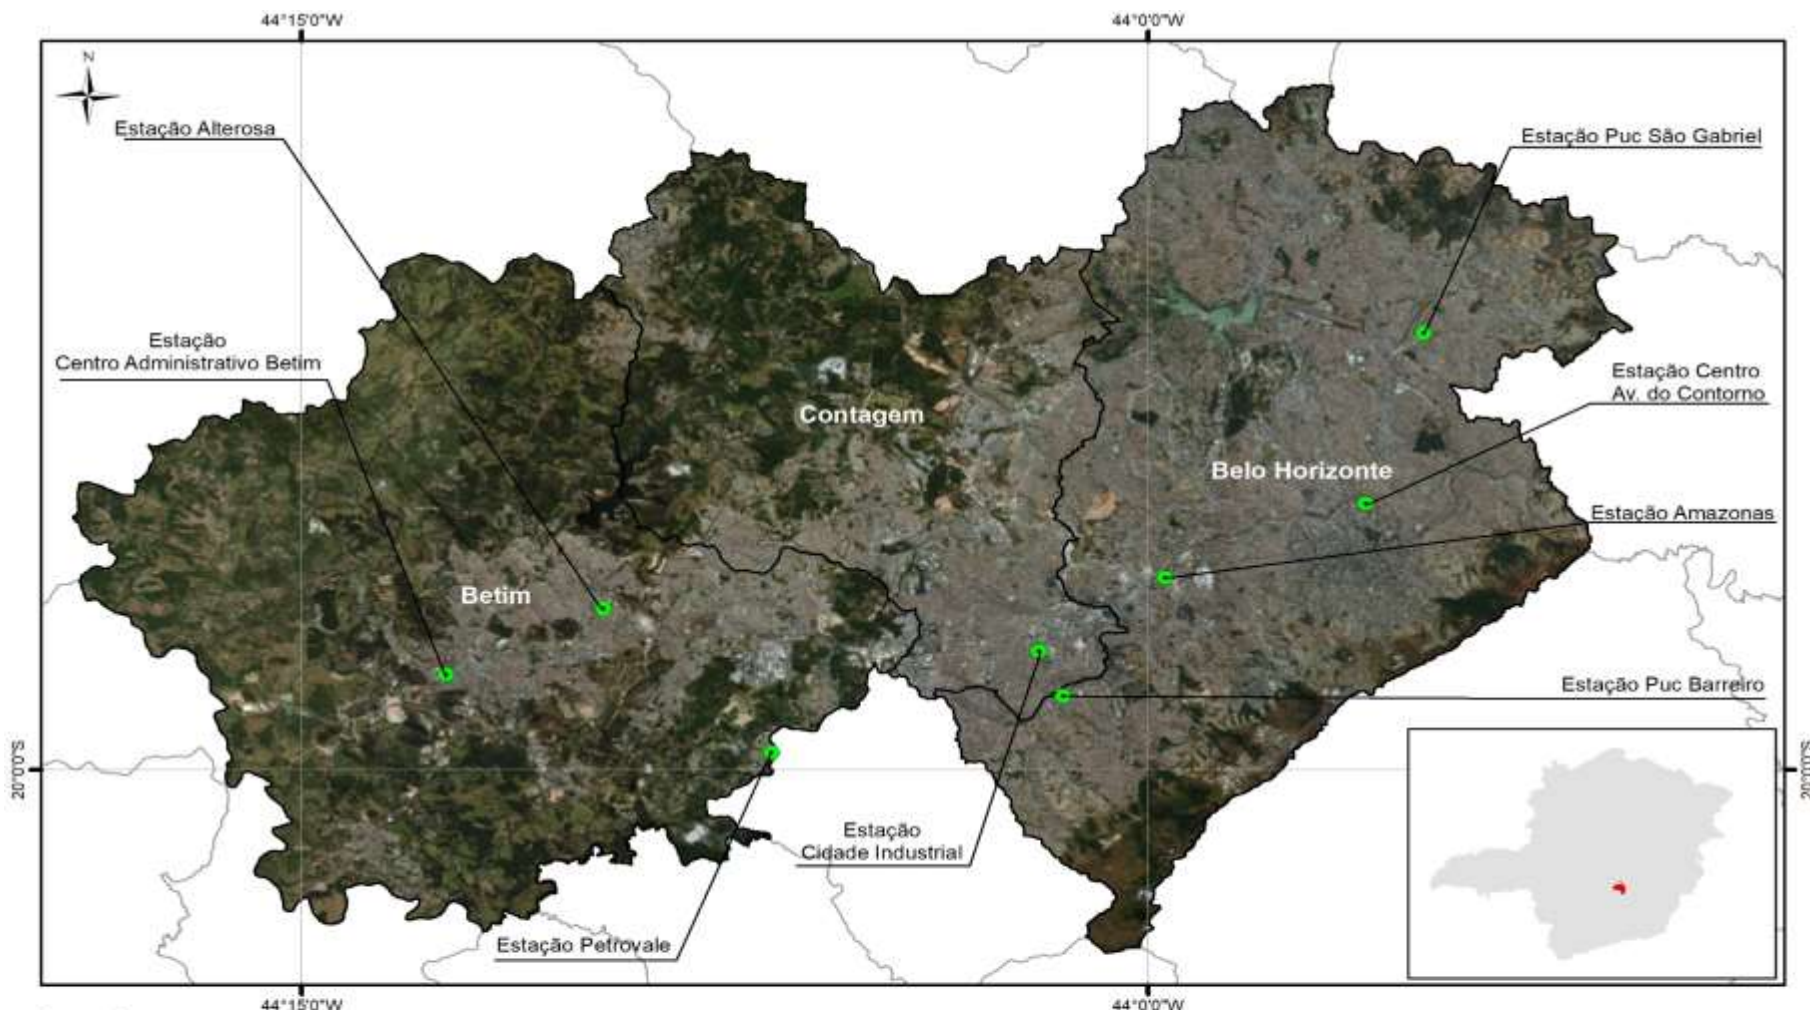 44°15'0"W
44°0'0"W
N
Estação Alterosa
Estação Puc São Gabriel
Estação
Centro Administrativo Betim
Estação Centro
Av. do Contorno
Contagem
Belo Horizonte
Estação Amazonas
Betim
Estação Puc Barreiro
20°0'0"S
20°0'0"S
Estação
Cidade Industrial
Estação Petrovale
44°15'0"W
44°0'0"W